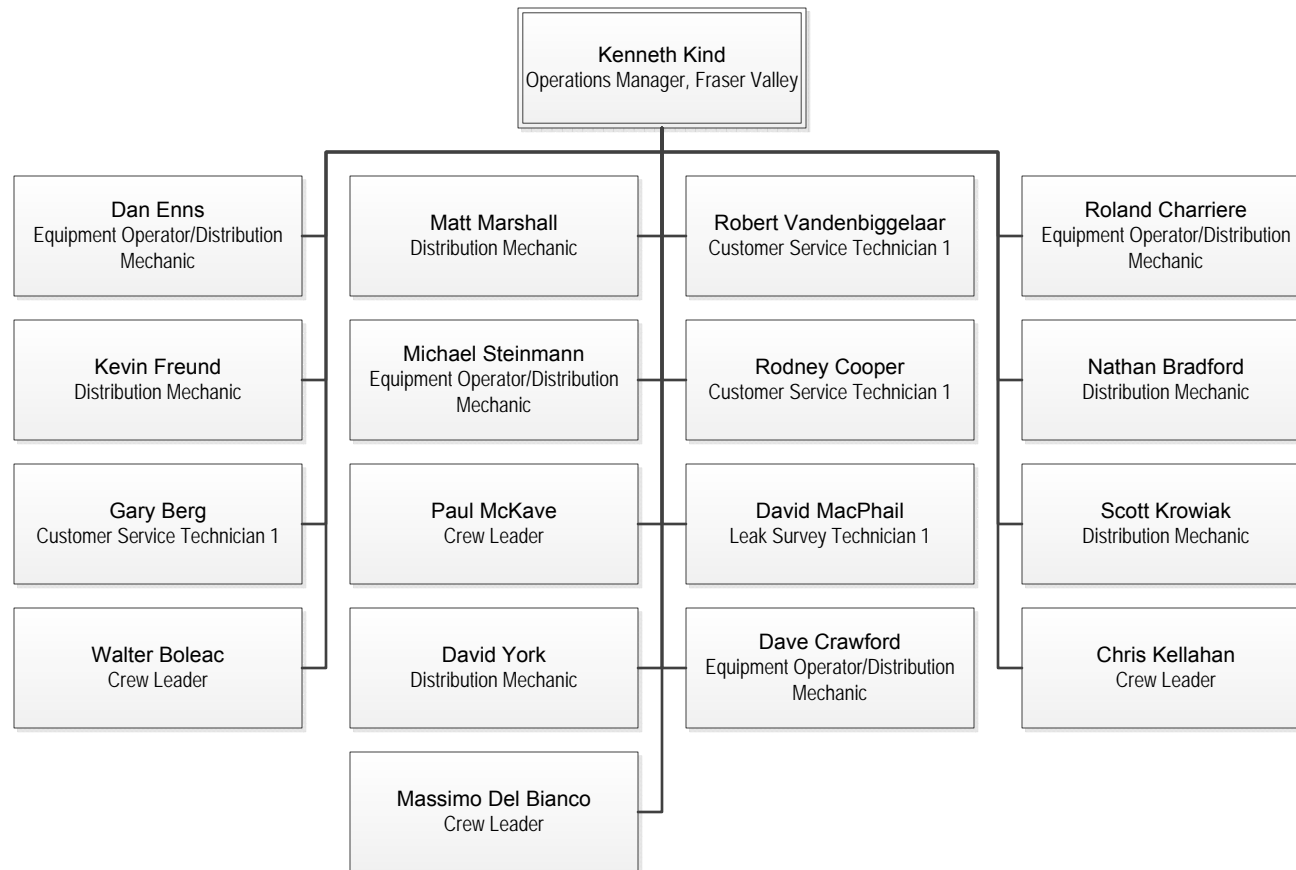 Kenneth Kind
Operations Manager, Fraser Valley
Dan Enns
Equipment Operator/Distribution
Mechanic
Matt Marshall
Distribution Mechanic
Robert Vandenbiggelaar
Customer Service Technician 1
Roland Charriere
Equipment Operator/Distribution
Mechanic
Kevin Freund
Distribution Mechanic
Michael Steinmann
Equipment Operator/Distribution
Mechanic
Rodney Cooper
Customer Service Technician 1
Nathan Bradford
Distribution Mechanic
Gary Berg
Customer Service Technician 1
Paul McKave
Crew Leader
David MacPhail
Leak Survey Technician 1
Scott Krowiak
Distribution Mechanic
Walter Boleac
Crew Leader
David York
Distribution Mechanic
Dave Crawford
Equipment Operator/Distribution
Mechanic
Chris Kellahan
Crew Leader
Massimo Del Bianco
Crew Leader